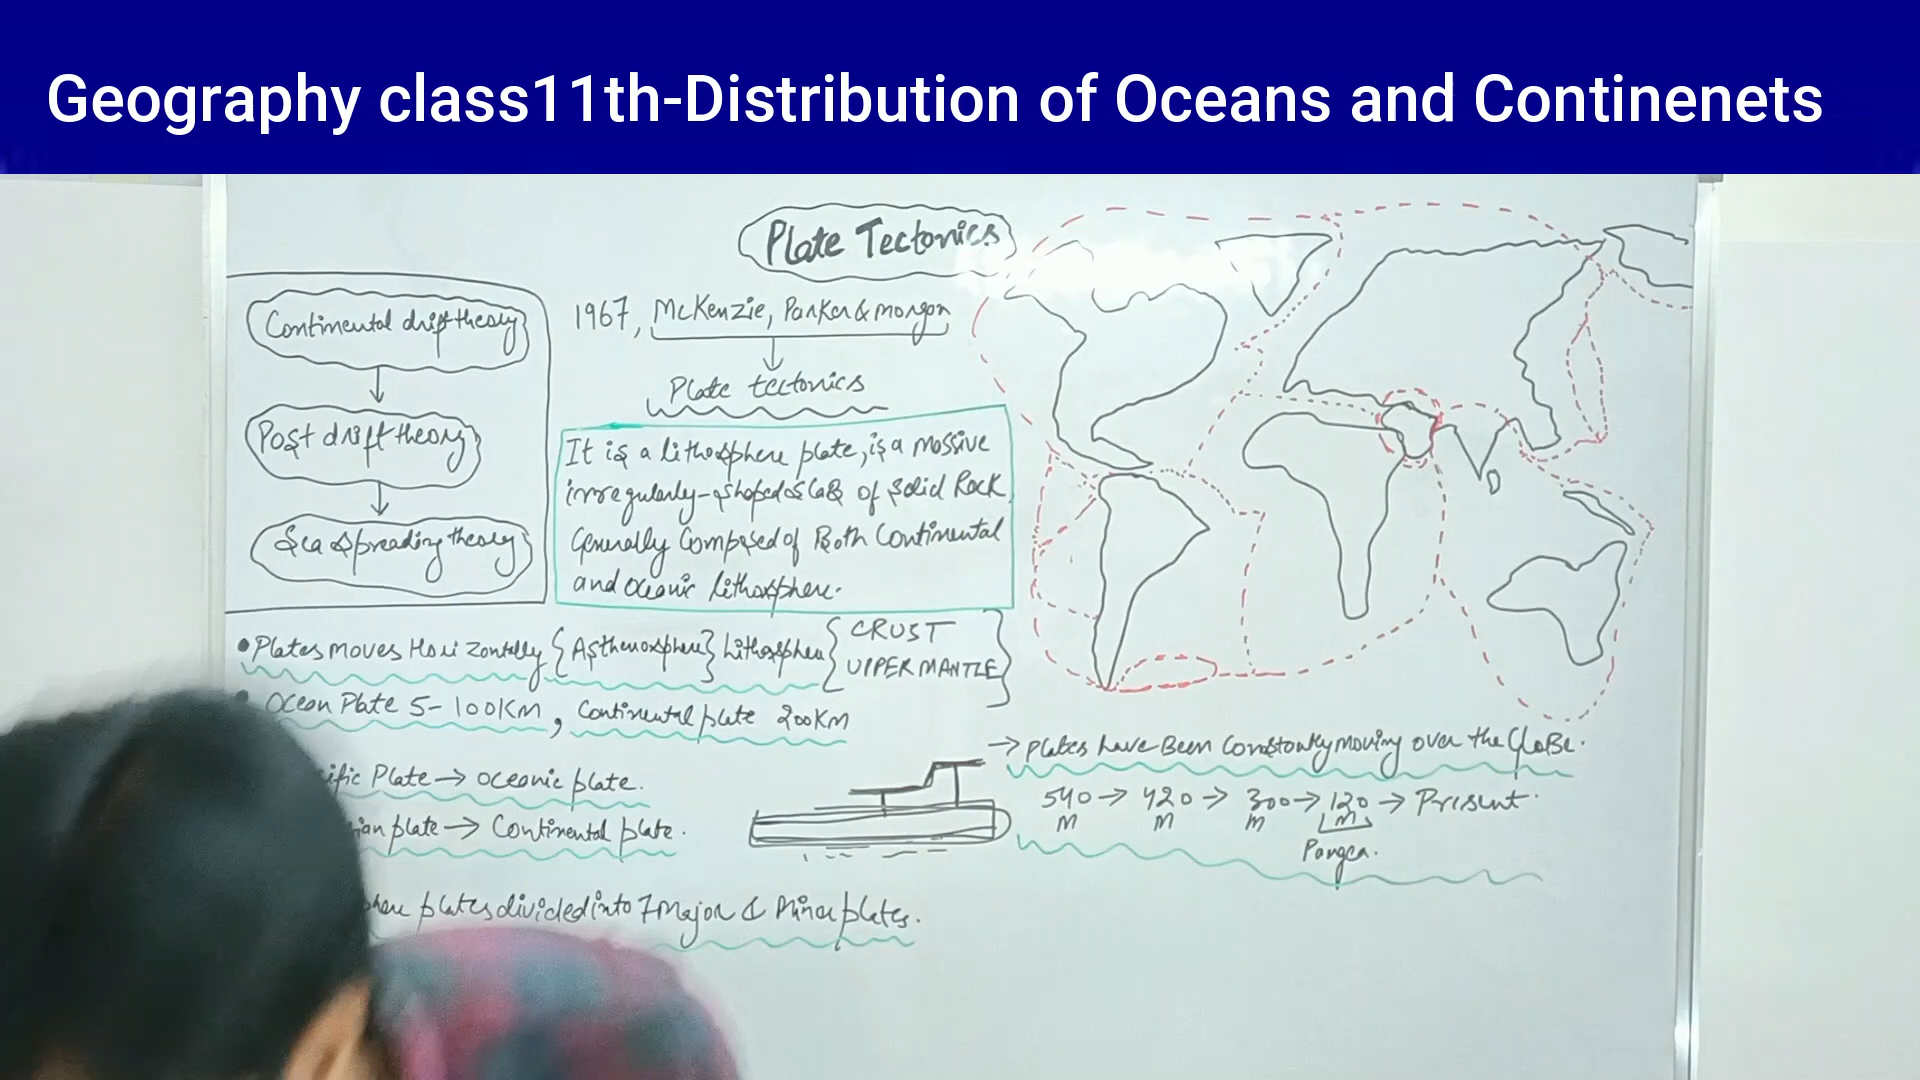 Geography class11th-Distribution of Oceans and Continenets
Plate Tectonics
Continental drift theory
Post drift theory
Sea spreading theory
1967, McKenzie, Parker & morgon
Plate tectonics
It is a lithosphere plate, is a massive
irregularly-shaped slab of solid Rock
Generally Composed of Both Continental
and oceanic lithosphere.
• Plates moves Horizontally {Asthenosphere} Lithosphere { CRUST
UPPER MANTLE
Ocean Plate 5-100KM, Continental plate 200KM
ific Plate → oceanic plate.
ian plate → Continental plate.
here plates divided into 7 Major & Minor plates.
→ plates have Been Constantly moving over the GloBe.
540 → 420 → 300 → 120 → Present.
M M M M
Pangea.